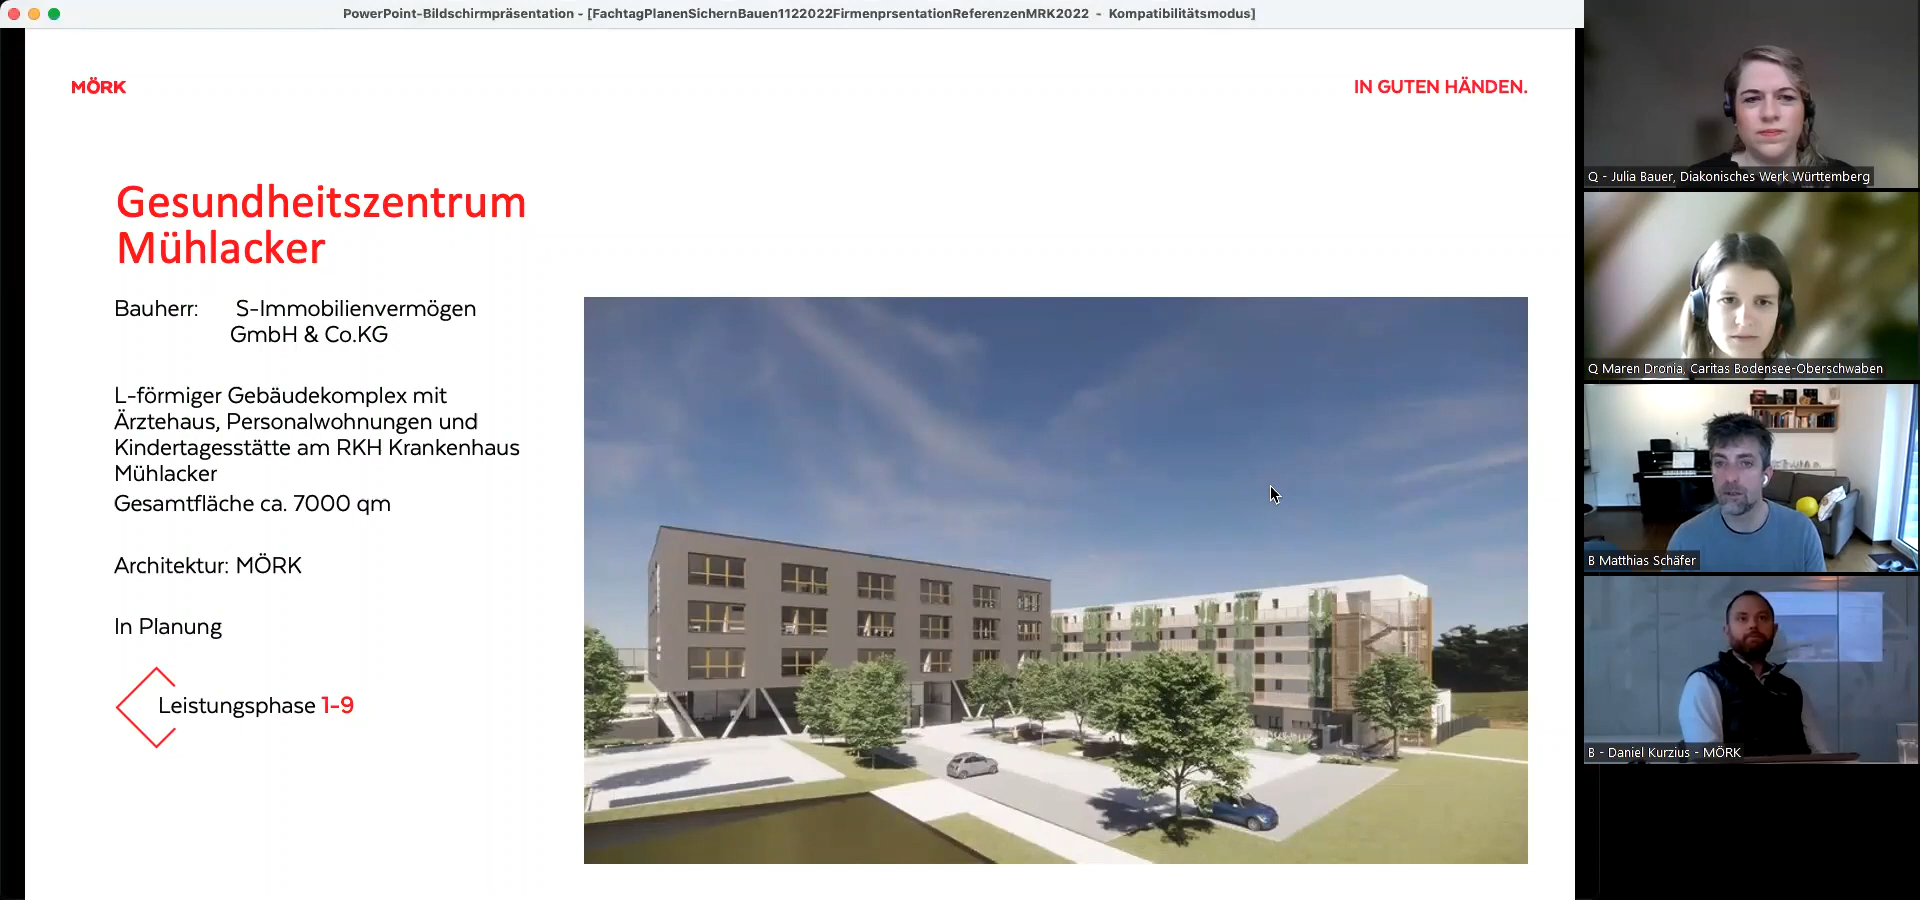 PowerPoint-Bildschirmpräsentation - [FachtagPlanenSichernBauen1122022FirmenprsentationReferenzenMRK2022 - Kompatibilitätsmodus]
MÖRK
IN GUTEN HÄNDEN.
Gesundheitszentrum
Mühlacker
Bauherr: S-Immobilienvermögen
GmbH & Co.KG
L-förmiger Gebäudekomplex mit
Ärztehaus, Personalwohnungen und
Kindertagesstätte am RKH Krankenhaus
Mühlacker
Gesamtfläche ca. 7000 qm
Architektur: MÖRK
In Planung
Leistungsphase 1-9
Q - Julia Bauer, Diakonisches Werk Württemberg
Q Maren Dronia, Caritas Bodensee-Oberschwaben
B Matthias Schäfer
B - Daniel Kurzius - MÖRK